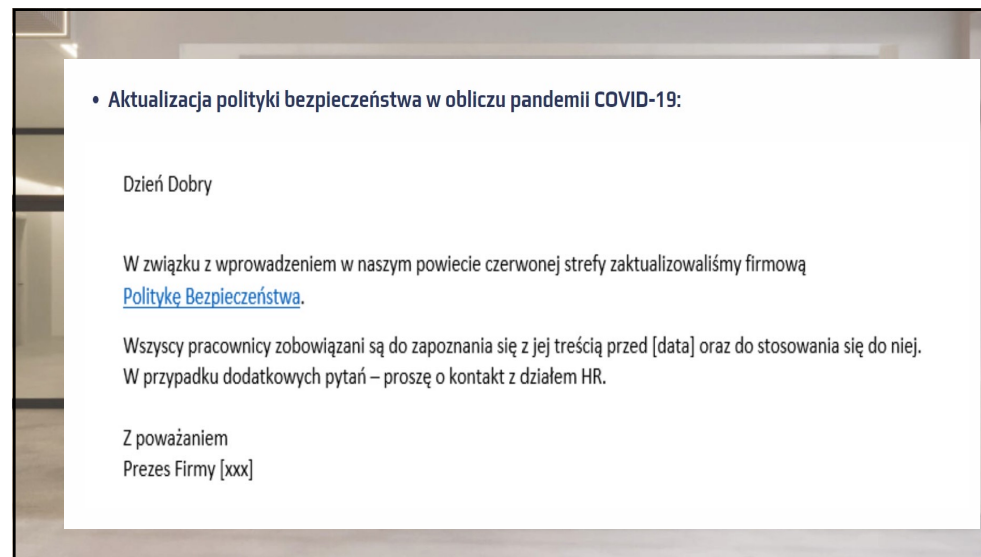 • Aktualizacja polityki bezpieczeństwa w obliczu pandemii COVID-19:
Dzień Dobry
W związku z wprowadzeniem w naszym powiecie czerwonej strefy zaktualizowaliśmy firmową
Politykę Bezpieczeństwa.
Wszyscy pracownicy zobowiązani są do zapoznania się z jej treścią przed [data] oraz do stosowania się do niej.
W przypadku dodatkowych pytań – proszę o kontakt z działem HR.
Z poważaniem
Prezes Firmy [xxx]